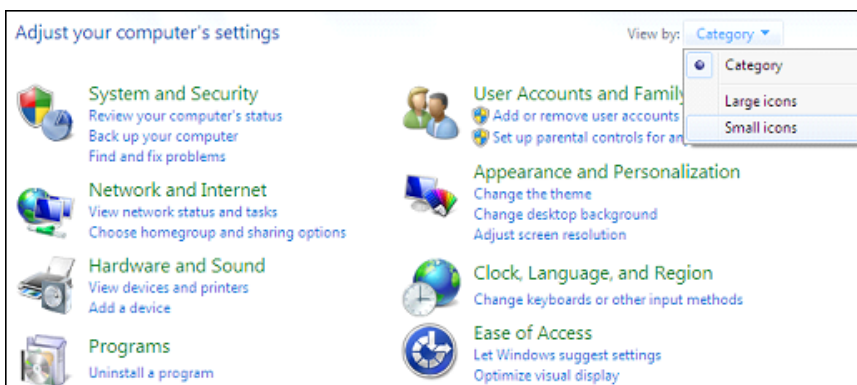 Adjust your computer's settings
View by: Category
Category
Large icons
Small icons
System and Security
Review your computer's status
Back up your computer
Find and fix problems
Network and Internet
View network status and tasks
Choose homegroup and sharing options
Hardware and Sound
View devices and printers
Add a device
Programs
Uninstall a program
User Accounts and Family
Add or remove user accounts
Set up parental controls for an
Appearance and Personalization
Change the theme
Change desktop background
Adjust screen resolution
Clock, Language, and Region
Change keyboards or other input methods
Ease of Access
Let Windows suggest settings
Optimize visual display